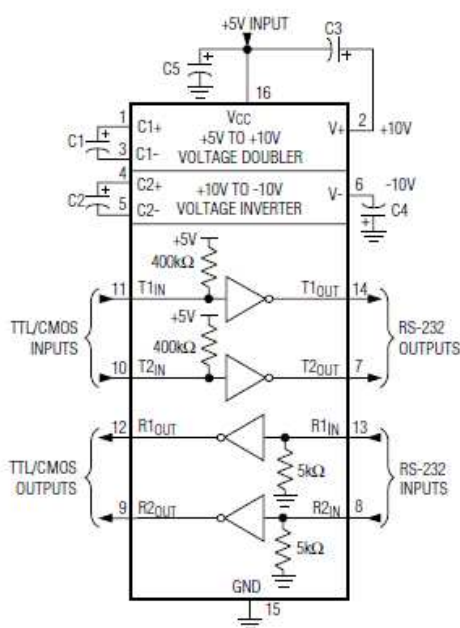 +5V INPUT
C3
C5
16
VCC
1
C1+
C1
3
C1-
+5V TO +10V
VOLTAGE DOUBLER
V+
2
+10V
4
C2+
C2
5
C2-
+10V TO -10V
VOLTAGE INVERTER
V-
6
-10V
C4
+5V
400kΩ
TTL/CMOS
INPUTS
11
T1IN
T1OUT
14
+5V
400kΩ
10
T2IN
T2OUT
7
RS-232
OUTPUTS
TTL/CMOS
OUTPUTS
12
R1OUT
R1IN
13
5kΩ
9
R2OUT
R2IN
8
5kΩ
RS-232
INPUTS
GND
15